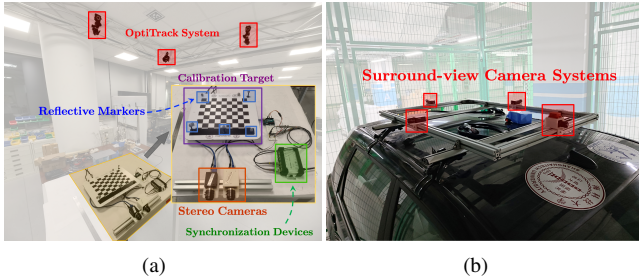 OptiTrack System
Calibration Target
Reflective Markers
Stereo Cameras
Synchronization Devices
Surround-view Camera Systems
(a)
(b)